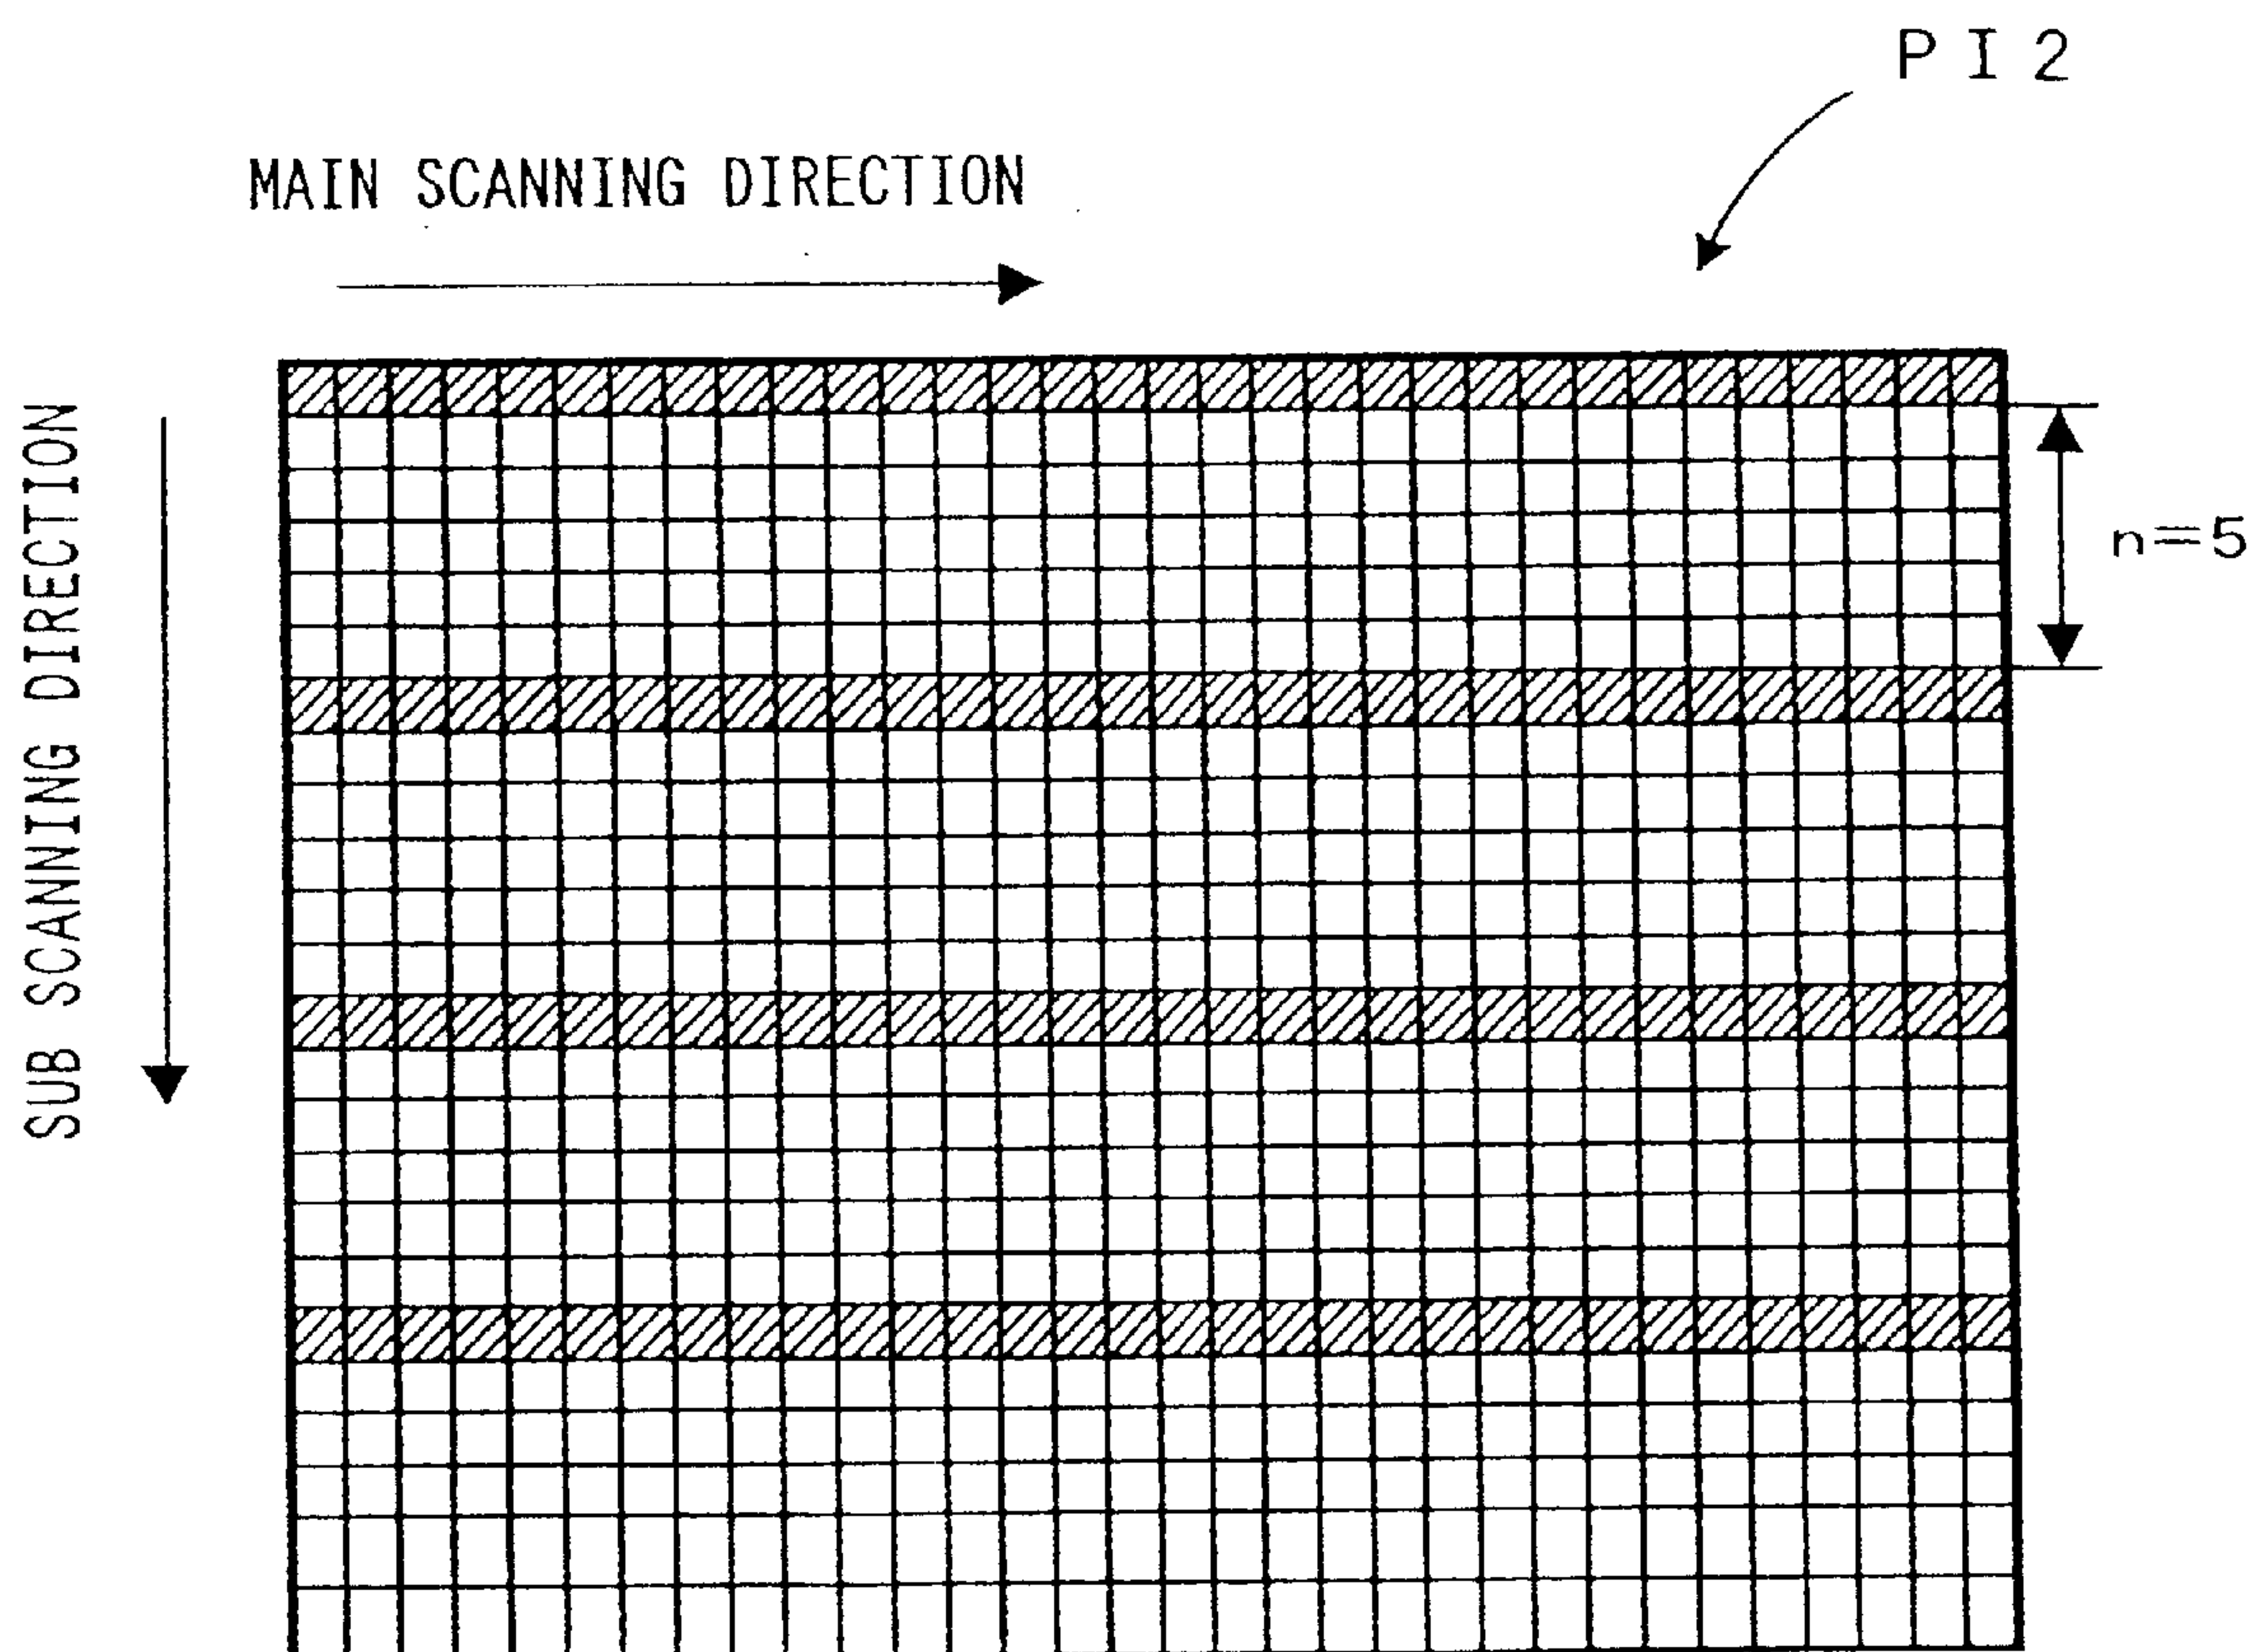 PI2
MAIN SCANNING DIRECTION
SUB SCANNING DIRECTION
n=5